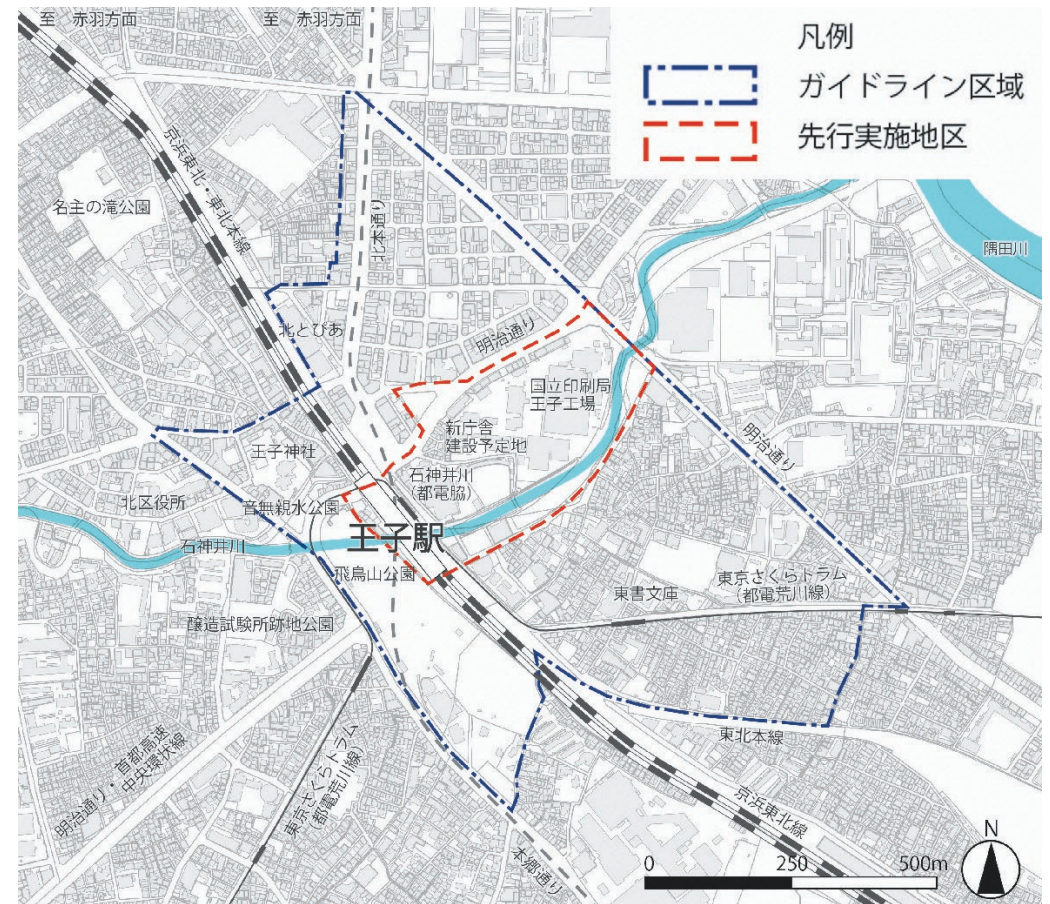 至　赤羽方面
至　赤羽方面
凡例
ガイドライン区域
先行実施地区
京浜東北・東北本線
名主の滝公園
北本通り
隅田川
北とぴあ
明治通り
国立印刷局
王子工場
新庁舎
建設予定地
明治通り
王子神社
石神井川
（都電脇）
北区役所
音無親水公園
王子駅
石神井川
飛鳥山公園
東京さくらトラム
（都電荒川線）
東書文庫
醸造試験所跡地公園
東北本線
明治通り・首都高速
中央環状線
東京さくらトラム
（都電荒川線）
京浜東北線
本郷通り
0
250
500m
N